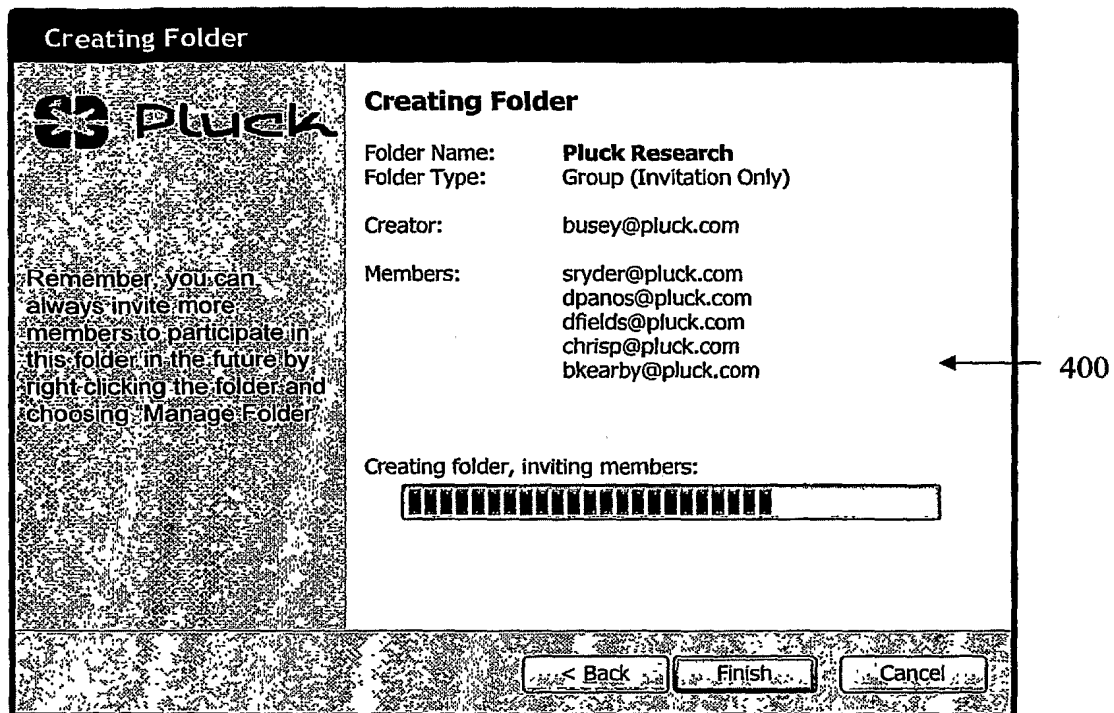 Creating Folder
Pluck
Remember, you can
always invite more
members to participate in
this folder in the future by
right-clicking the folder and
choosing "Manage Folder"
Creating Folder
Folder Name: Pluck Research
Folder Type: Group (Invitation Only)
Creator: busey@pluck.com
Members: sryder@pluck.com
dpanos@pluck.com
dfields@pluck.com
chrisp@pluck.com
bkearby@pluck.com
400
Creating folder, inviting members:
< Back Finish Cancel